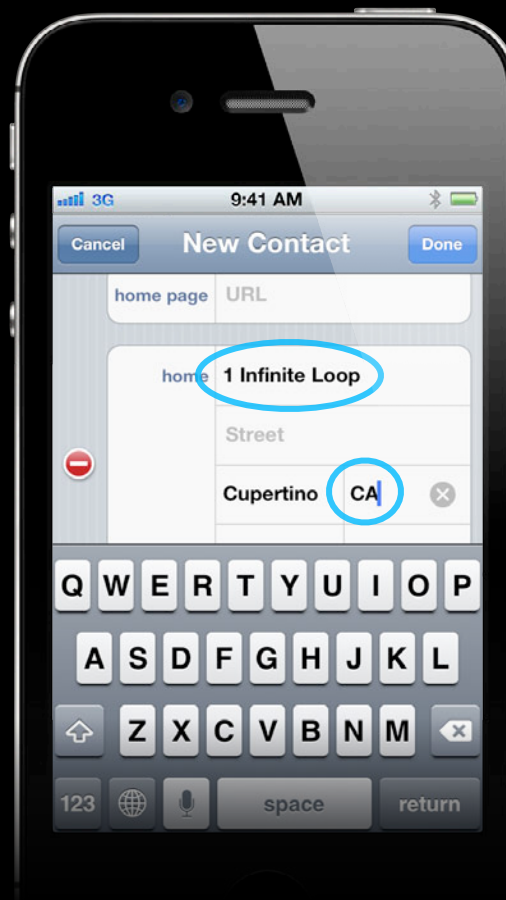 3G 9:41 AM
Cancel New Contact Done
home page URL
home 1 Infinite Loop
Street
Cupertino CA
Q W E R T Y U I O P
A S D F G H J K L
Z X C V B N M
123 space return